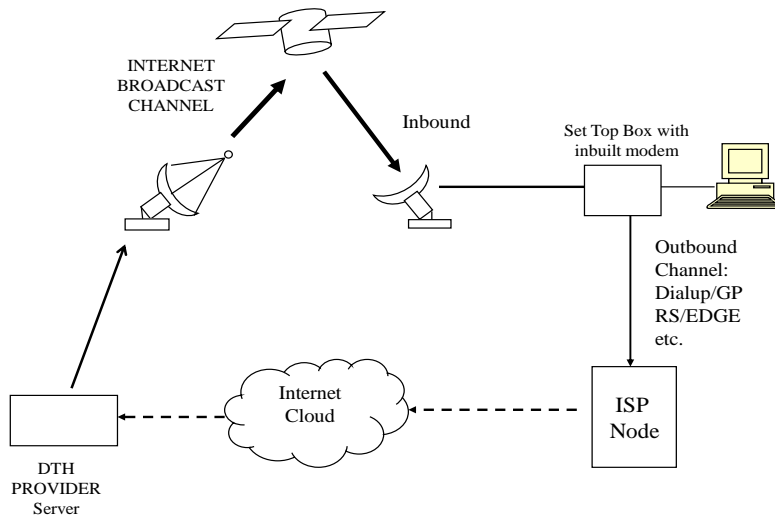 INTERNET
BROADCAST
CHANNEL
Inbound
Set Top Box with
inbuilt modem
Outbound
Channel:
Dialup/GP
RS/EDGE
etc.
Internet
Cloud
ISP
Node
DTH
PROVIDER
Server